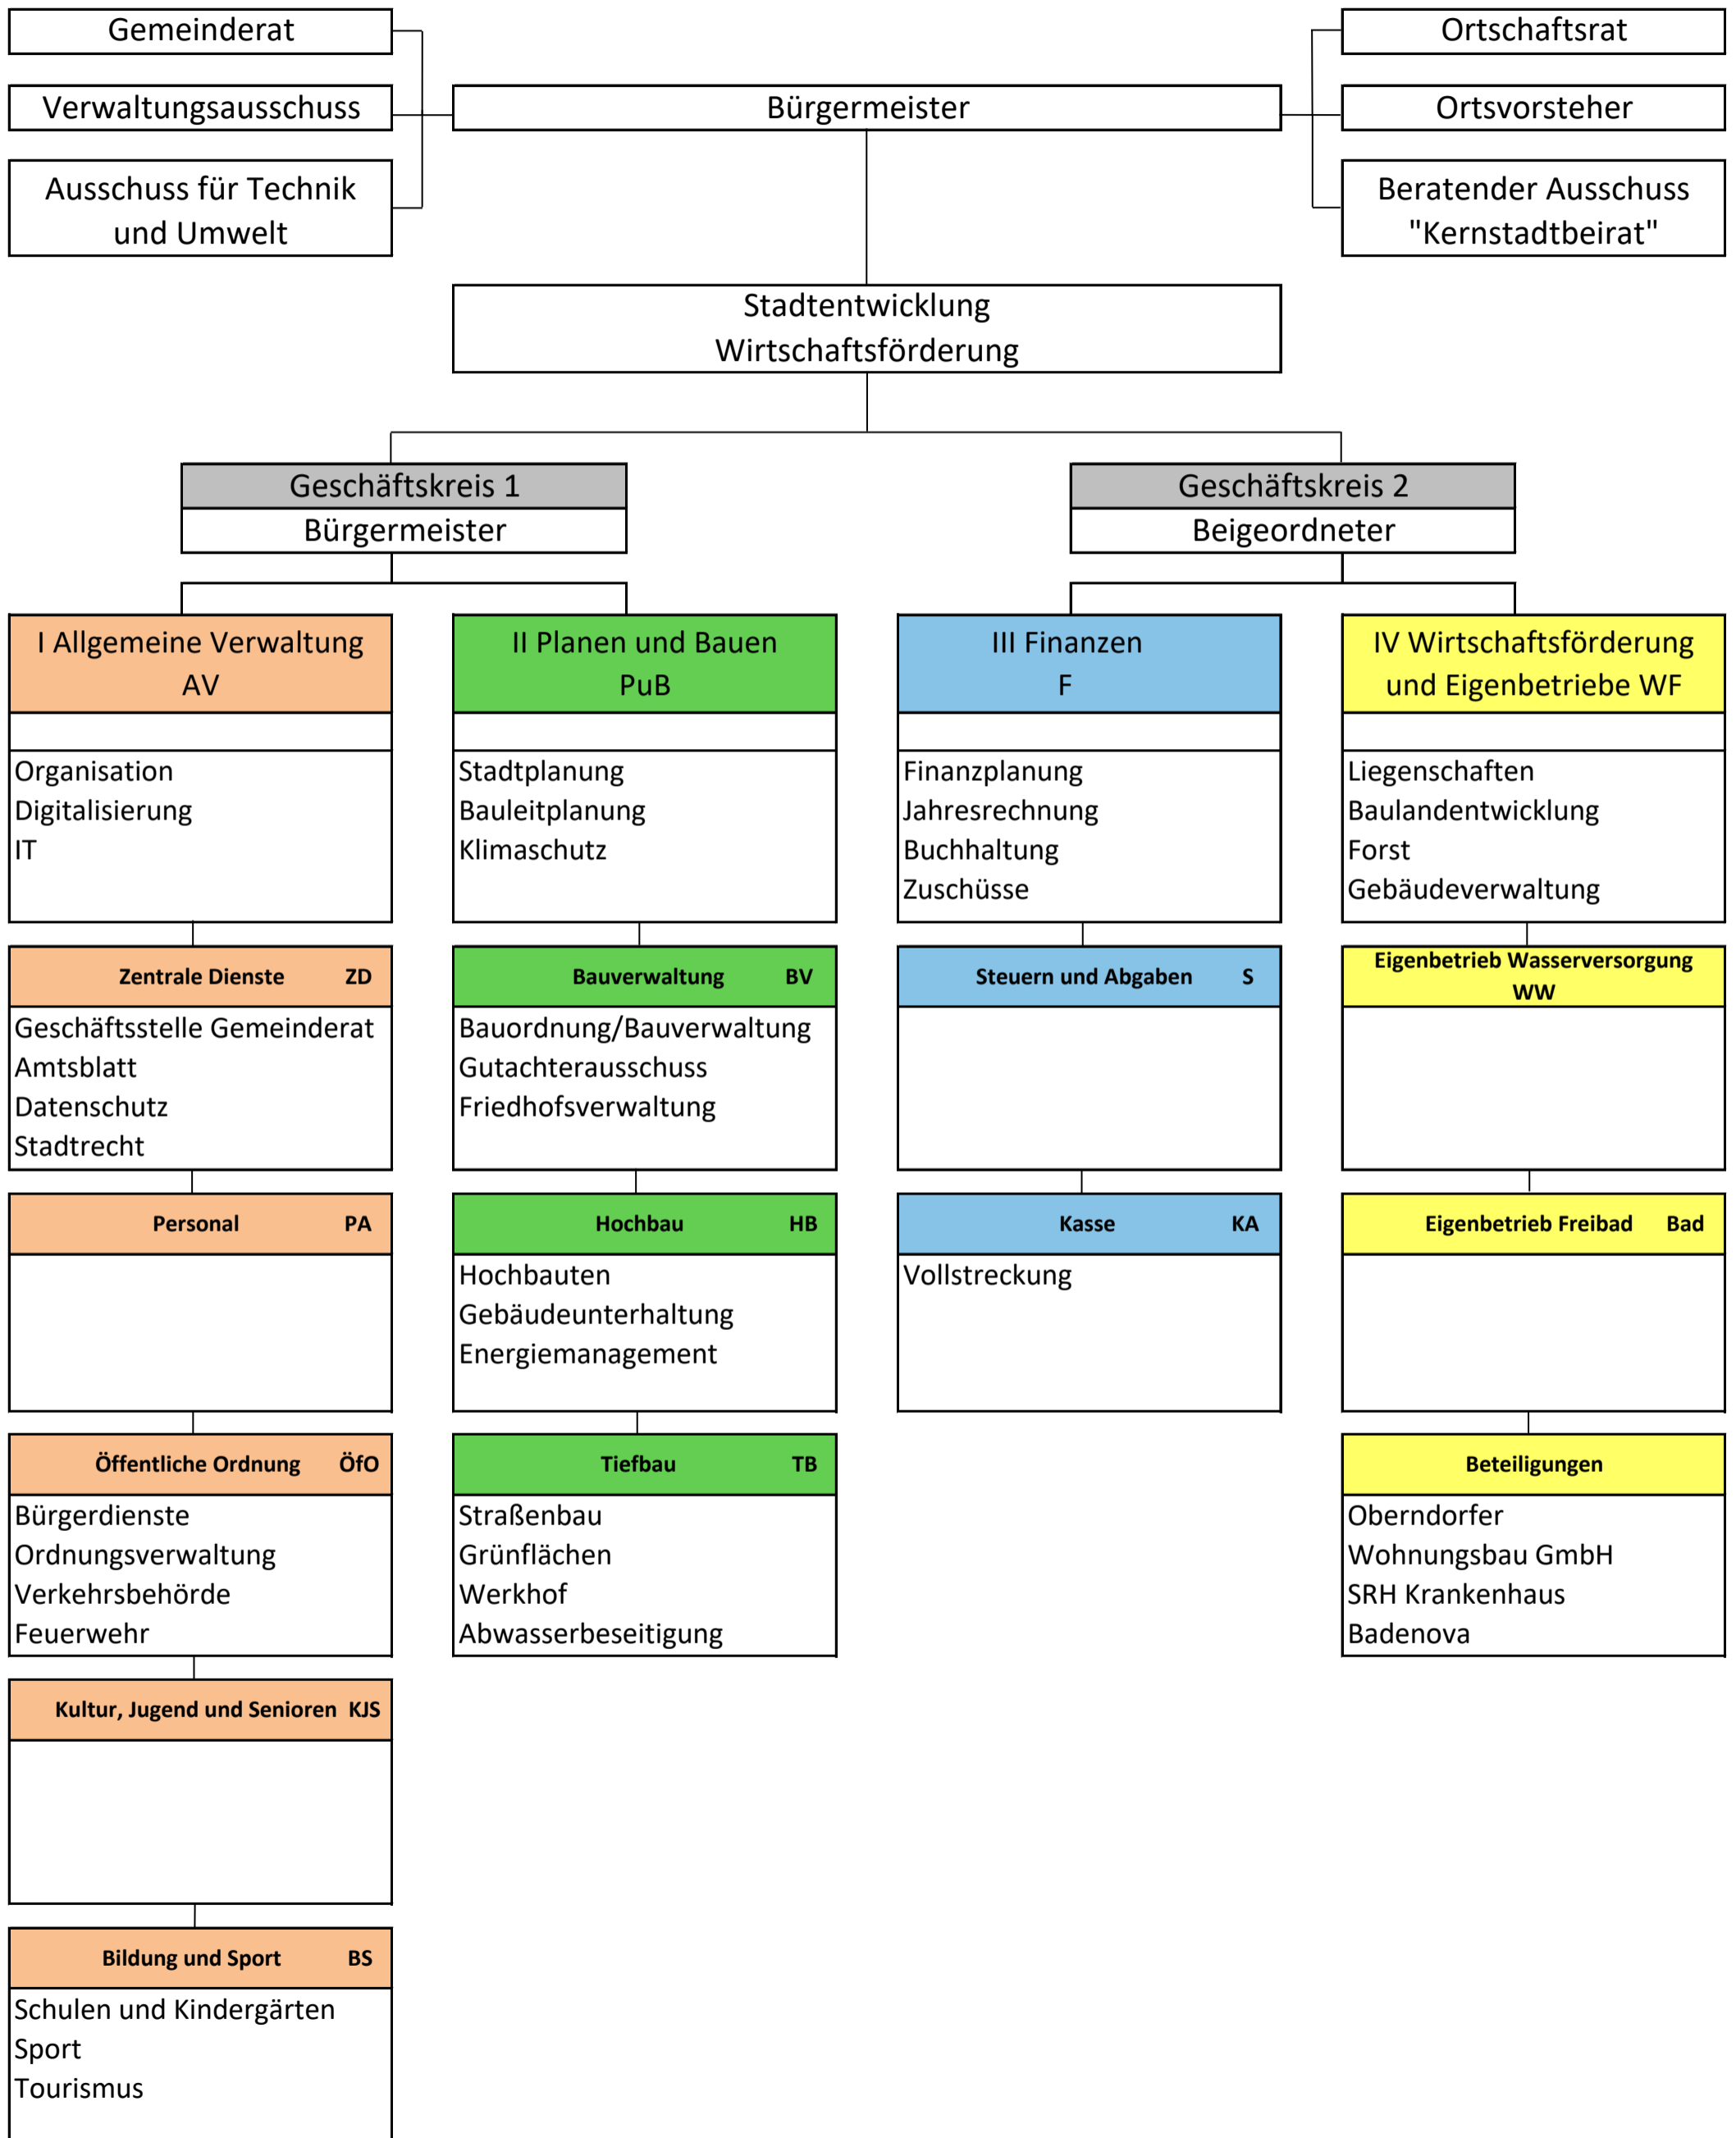 Gemeinderat
Verwaltungsausschuss
Ausschuss für Technik
und Umwelt
Bürgermeister
Ortschaftsrat
Ortsvorsteher
Beratender Ausschuss
"Kernstadtbeirat"
Stadtentwicklung
Wirtschaftsförderung
Geschäftskreis 1
Bürgermeister
Geschäftskreis 2
Beigeordneter
I Allgemeine Verwaltung
AV
Organisation
Digitalisierung
IT
Zentrale Dienste ZD
Geschäftsstelle Gemeinderat
Amtsblatt
Datenschutz
Stadtrecht
Personal PA
Öffentliche Ordnung ÖfO
Bürgerdienste
Ordnungsverwaltung
Verkehrsbehörde
Feuerwehr
Kultur, Jugend und Senioren KJS
Bildung und Sport BS
Schulen und Kindergärten
Sport
Tourismus
II Planen und Bauen
PuB
Stadtplanung
Bauleitplanung
Klimaschutz
Bauverwaltung BV
Bauordnung/Bauverwaltung
Gutachterausschuss
Friedhofsverwaltung
Hochbau HB
Hochbauten
Gebäudeunterhaltung
Energiemanagement
Tiefbau TB
Straßenbau
Grünflächen
Werkhof
Abwasserbeseitigung
III Finanzen
F
Finanzplanung
Jahresrechnung
Buchhaltung
Zuschüsse
Steuern und Abgaben S
Kasse KA
Vollstreckung
IV Wirtschaftsförderung
und Eigenbetriebe WF
Liegenschaften
Baulandentwicklung
Forst
Gebäudeverwaltung
Eigenbetrieb Wasserversorgung
WW
Eigenbetrieb Freibad Bad
Beteiligungen
Oberndorfer
Wohnungsbau GmbH
SRH Krankenhaus
Badenova